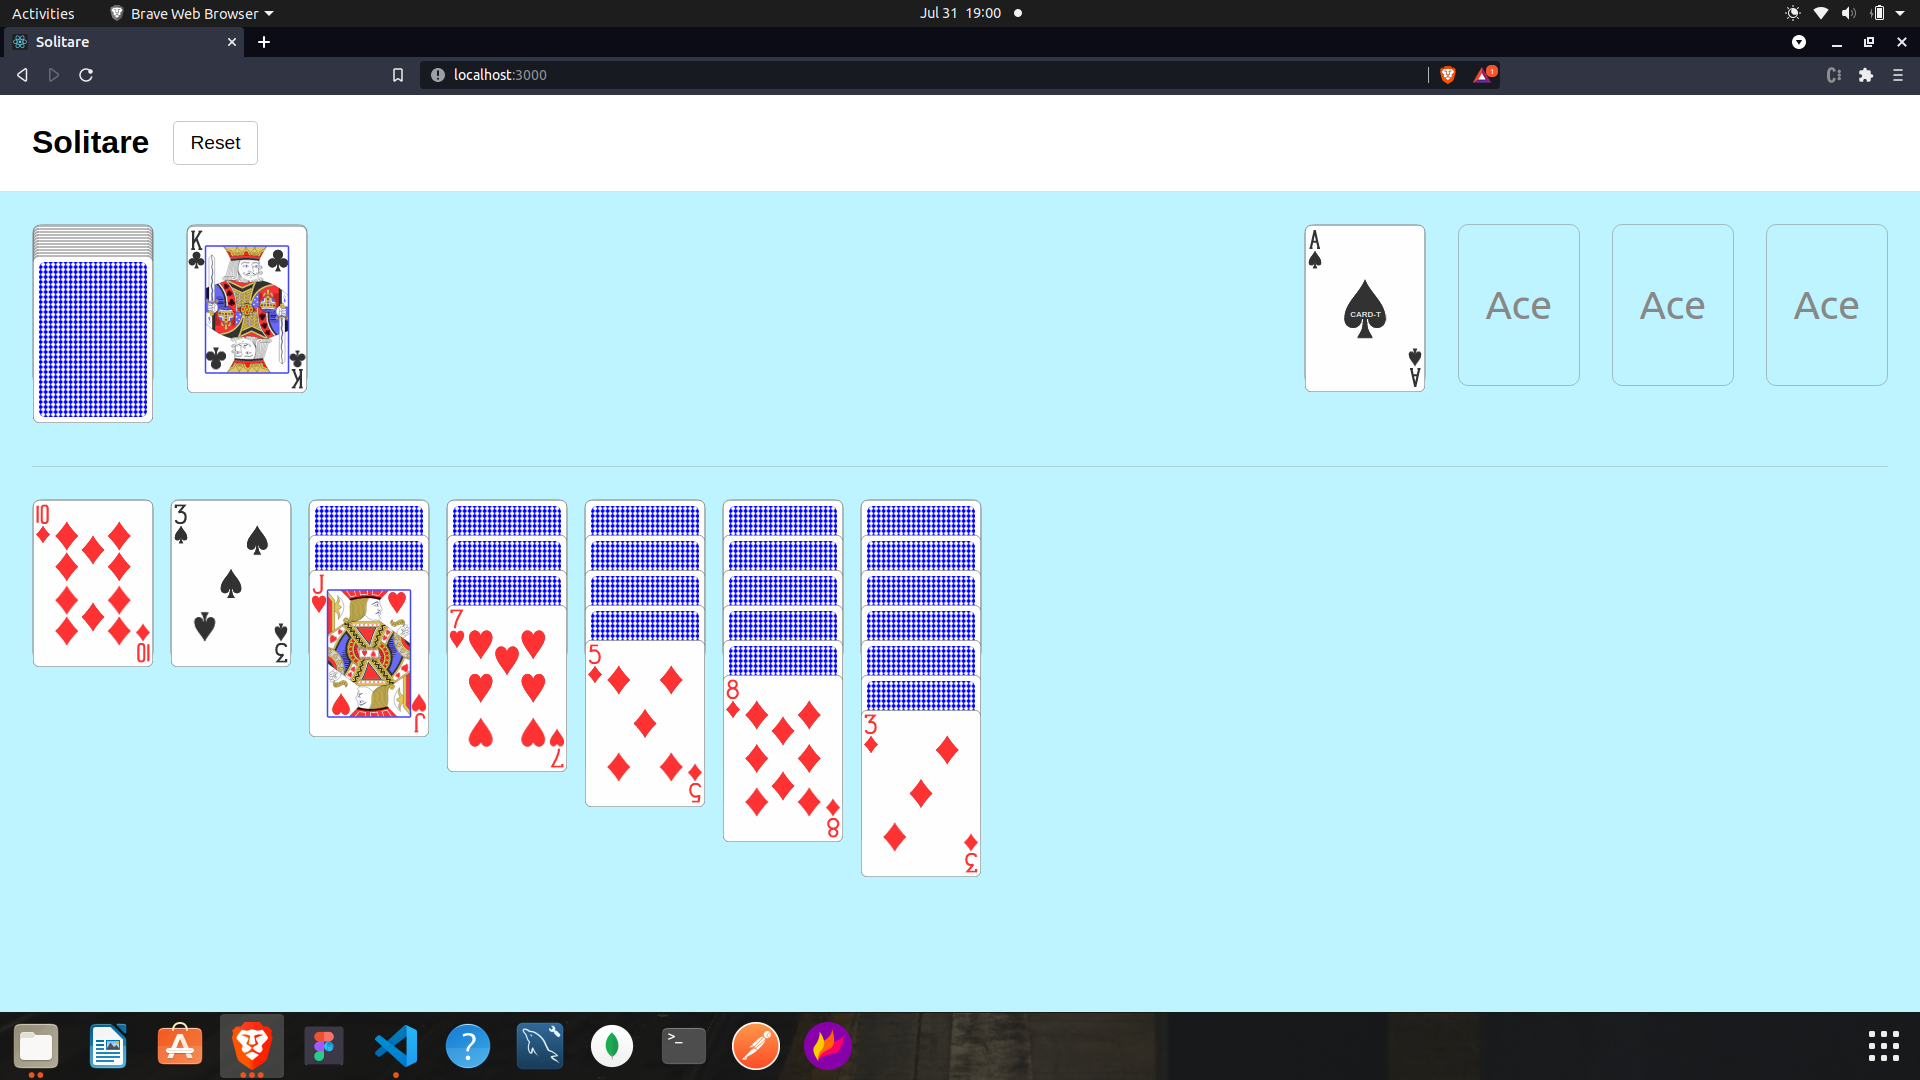 Activities Brave Web Browser Jul 31 19:00
Solitare
localhost:3000 1
Solitare Reset
K K A CARD-T A Ace Ace Ace
10 10 3 3 J J 7 7 5 5 8 8 3 3